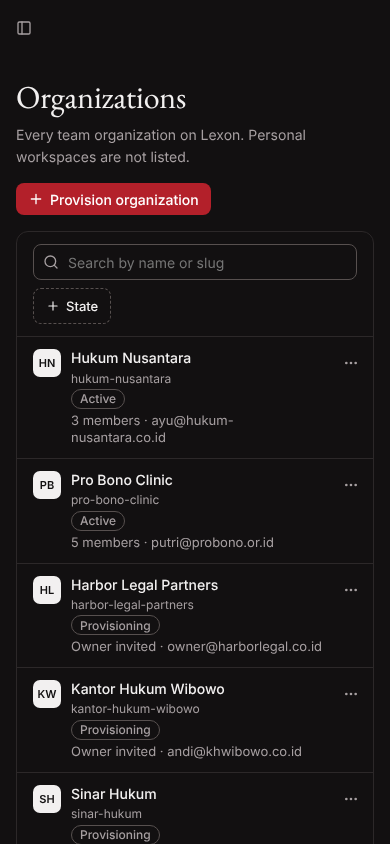 Organizations
Every team organization on Lexon. Personal
workspaces are not listed.
+ Provision organization
Search by name or slug
+ State
HN
Hukum Nusantara
hukum-nusantara
Active
3 members · ayu@hukum-
nusantara.co.id
PB
Pro Bono Clinic
pro-bono-clinic
Active
5 members · putri@probono.or.id
HL
Harbor Legal Partners
harbor-legal-partners
Provisioning
Owner invited · owner@harborlegal.co.id
KW
Kantor Hukum Wibowo
kantor-hukum-wibowo
Provisioning
Owner invited · andi@khwibowo.co.id
SH
Sinar Hukum
sinar-hukum
Provisioning